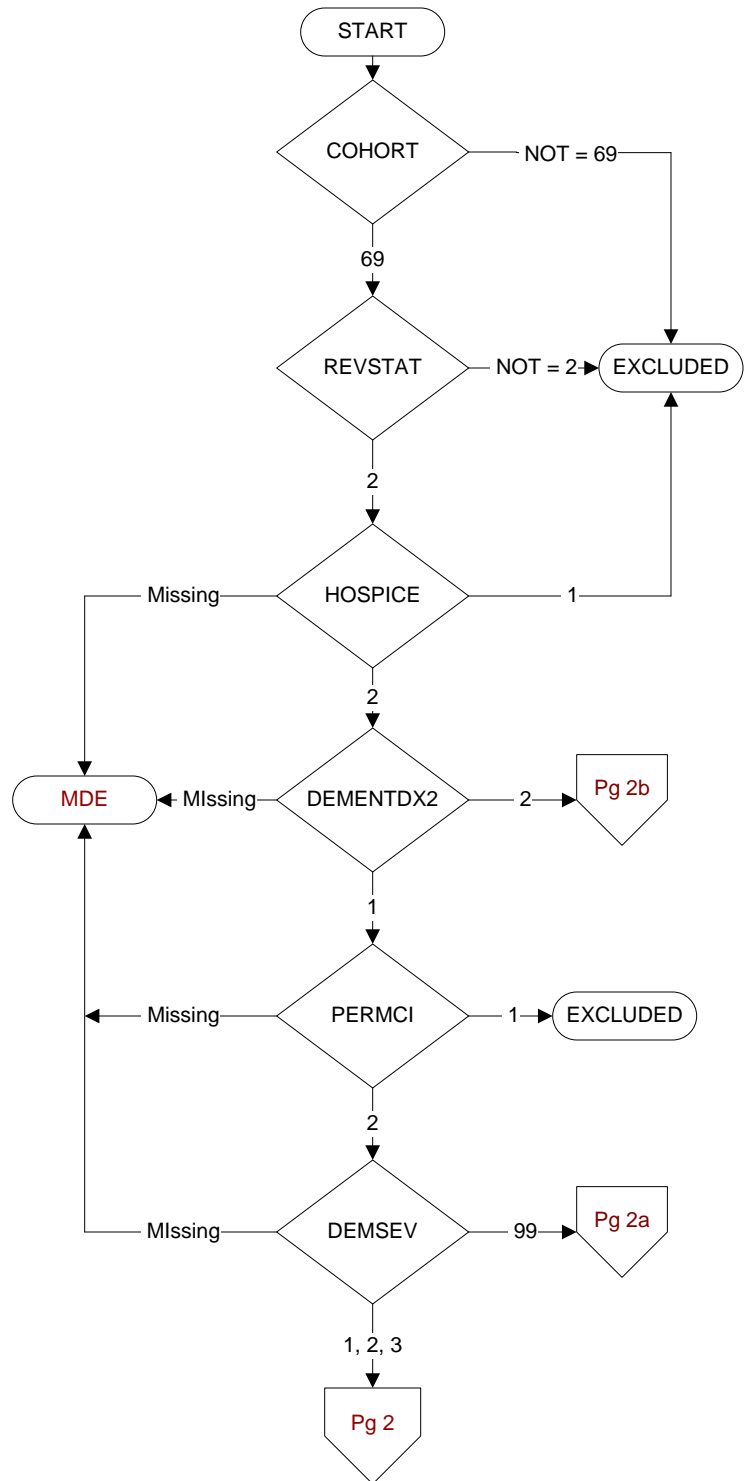 START
COHORT
NOT = 69
69
REVSTAT
NOT = 2
EXCLUDED
2
Missing
HOSPICE
1
2
MDE
MIssing
DEMENTDX2
2
Pg 2b
1
Missing
PERMCI
1
EXCLUDED
2
MIssing
DEMSEV
99
Pg 2a
1, 2, 3
Pg 2